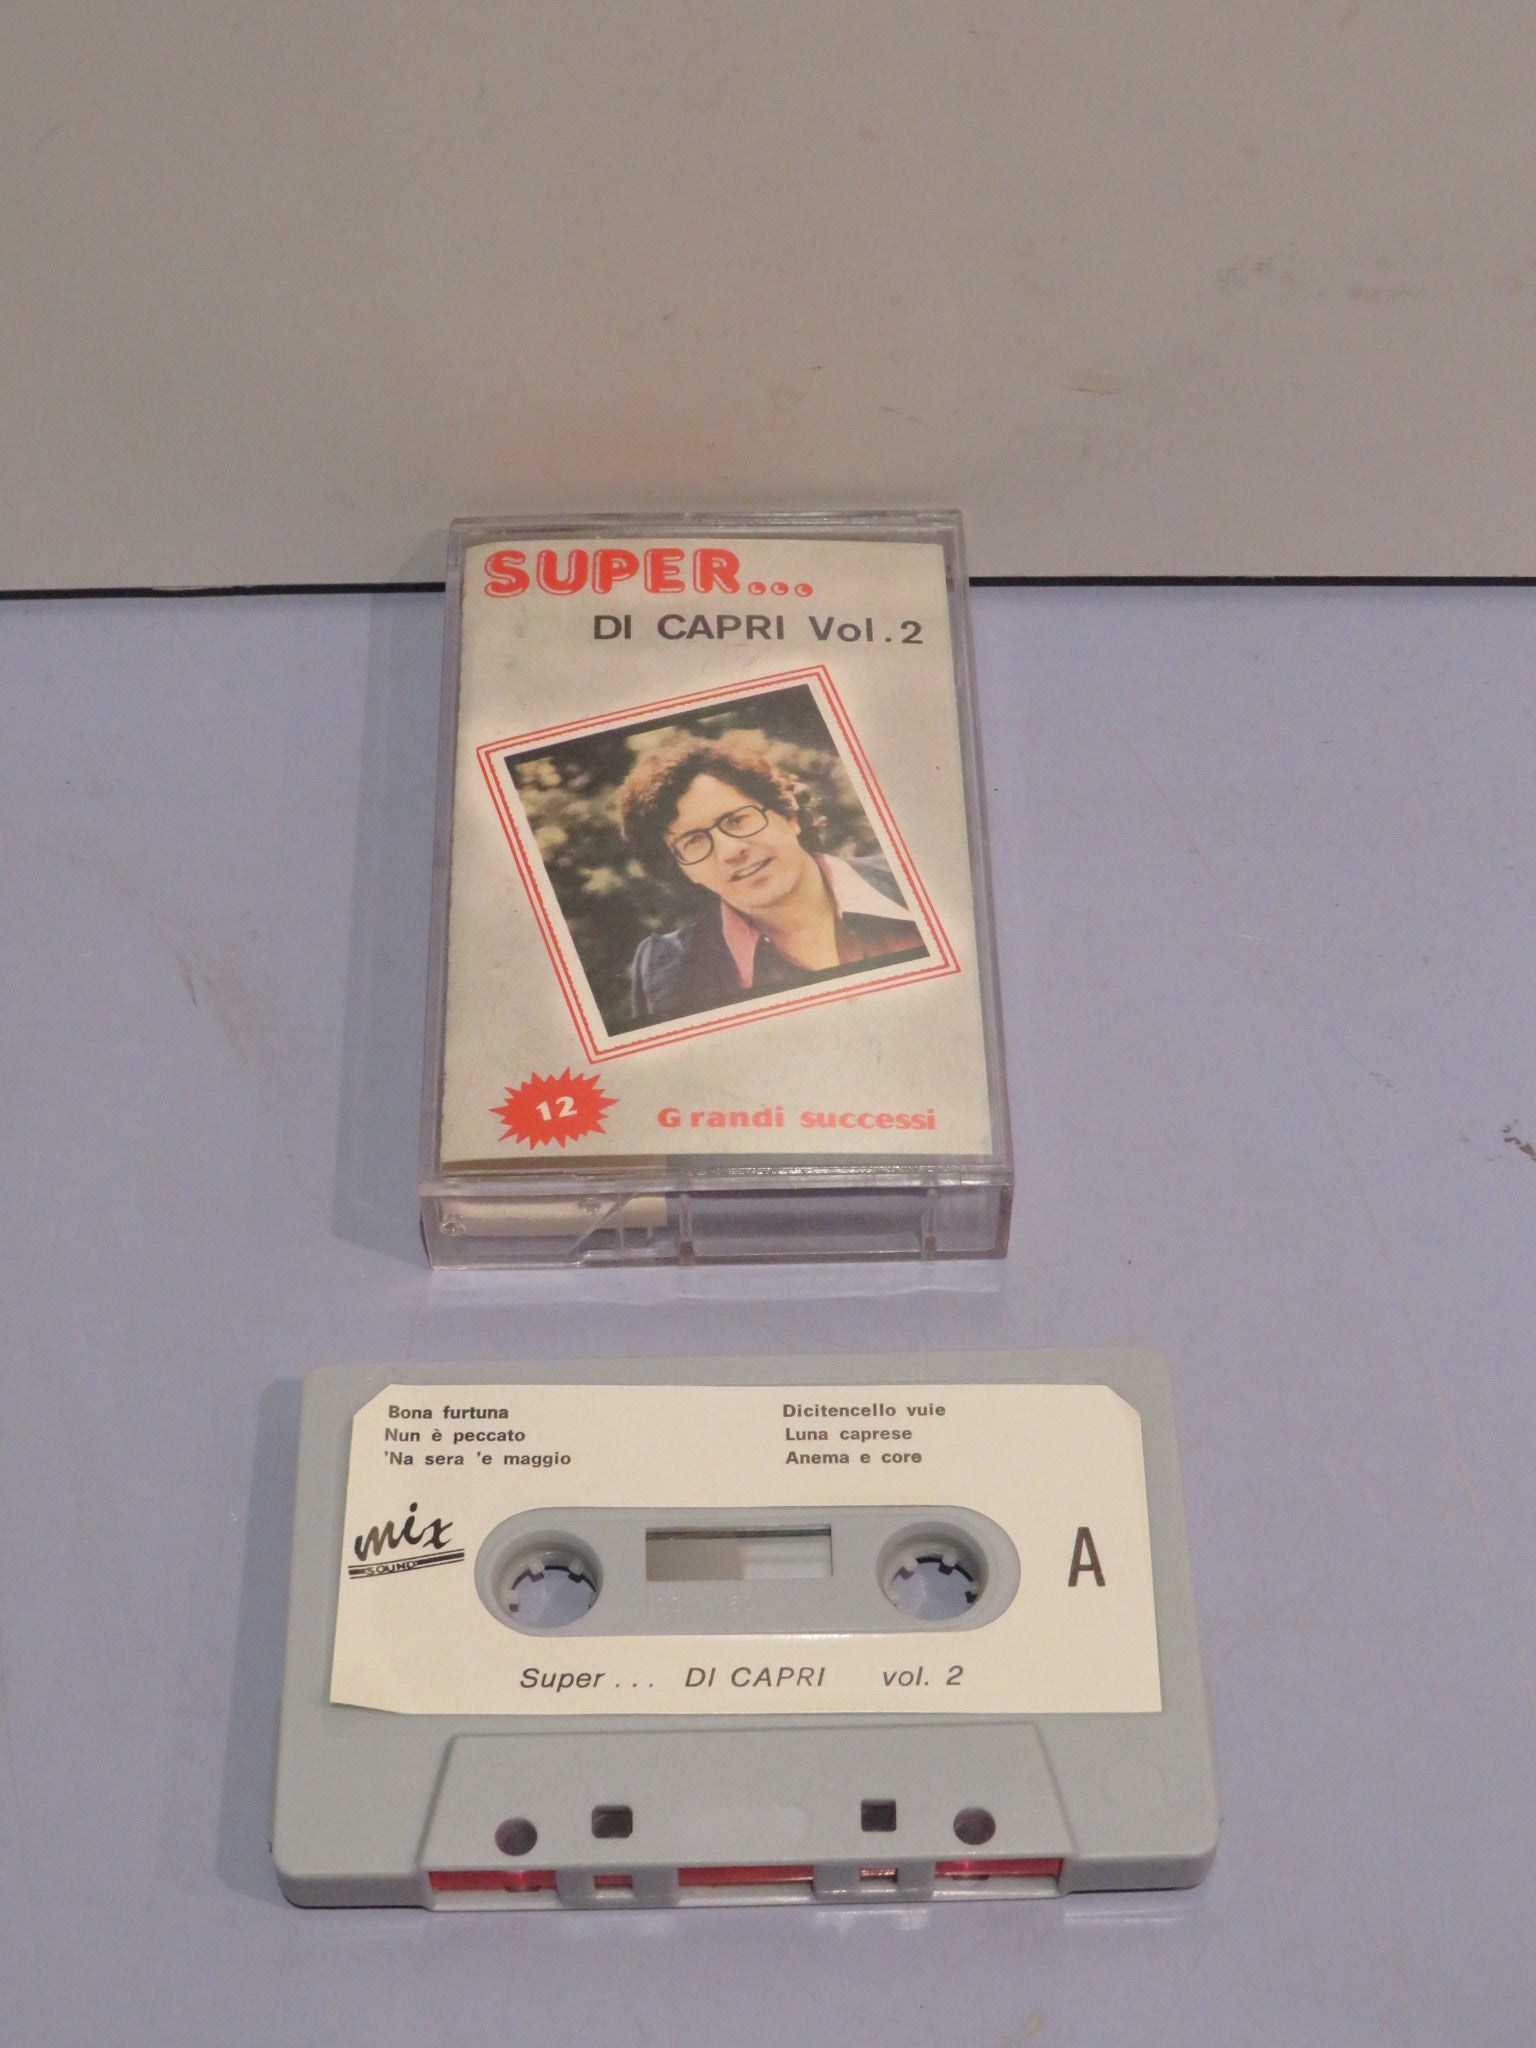 SUPER...
DI CAPRI Vol.2
12
Grandi successi
Bona furtuna
Nun è peccato
'Na sera 'e maggio
Dicitencello vuie
Luna caprese
Anema e core
mix
SOUND
A
Super... DI CAPRI vol. 2